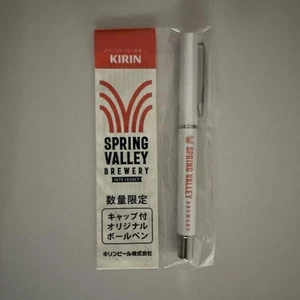 KIRIN
SPRING
VALLEY
BREWERY
1870 LEGACY
数量限定
キャップ付
オリジナル
ボールペン
キリンビール株式会社
SPRING VALLEY
BREWERY